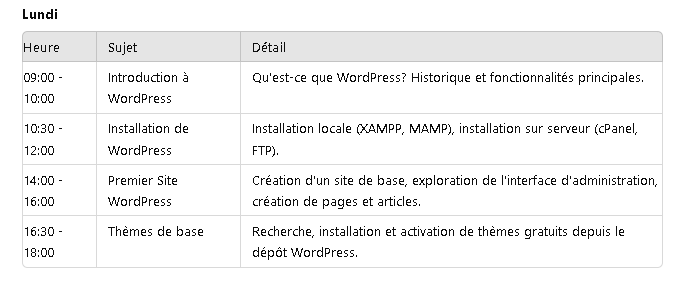 Lundi
Heure Sujet Détail
09:00 - Introduction à Qu'est-ce que WordPress? Historique et fonctionnalités principales.
10:00 WordPress
10:30 - Installation de Installation locale (XAMPP, MAMP), installation sur serveur (cPanel,
12:00 WordPress FTP).
14:00 - Premier Site Création d'un site de base, exploration de l'interface d'administration,
16:00 WordPress création de pages et articles.
16:30 - Thèmes de base Recherche, installation et activation de thèmes gratuits depuis le
18:00 dépôt WordPress.